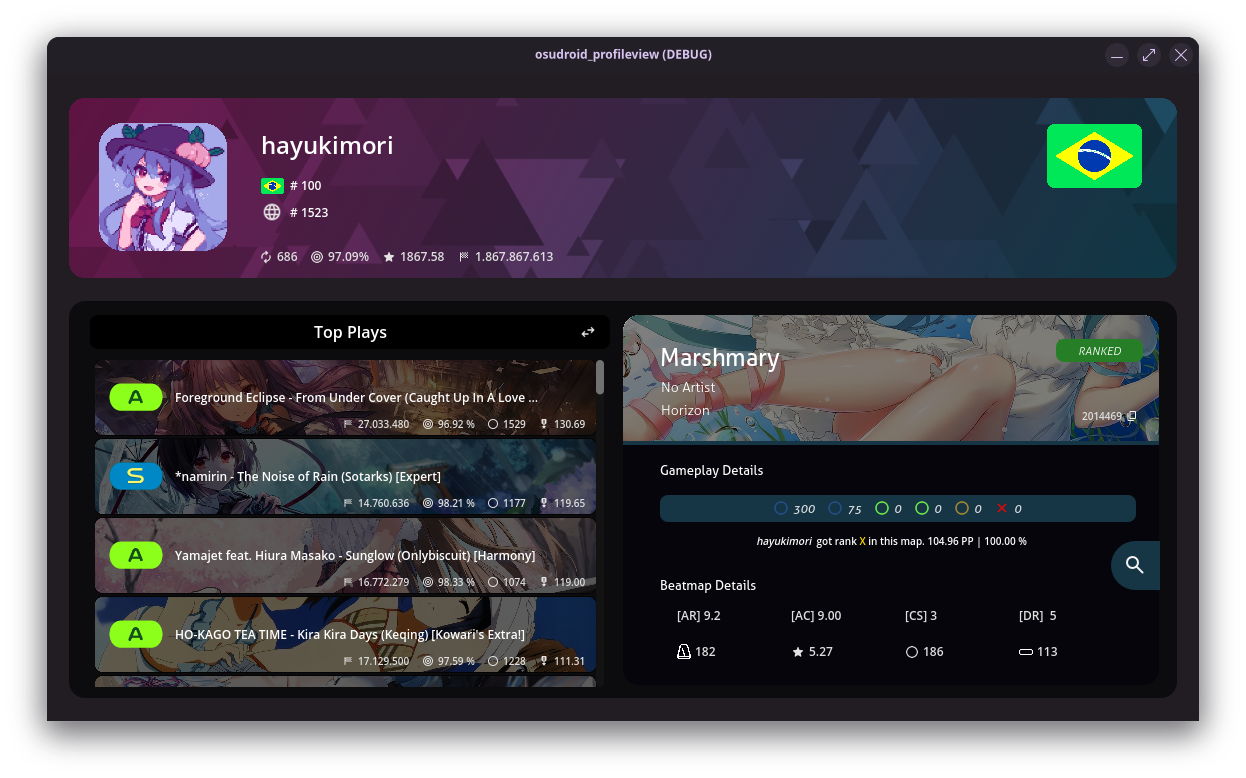 osudroid_profileview (DEBUG)
hayukimori
# 100
# 1523
686 97.09% 1867.58 1.867.867.613
Top Plays
A
Foreground Eclipse - From Under Cover (Caught Up In A Love ...
27.033.480 96.92 % 1529 130.69
S
*namirin - The Noise of Rain (Sotarks) [Expert]
14.760.636 98.21 % 1177 119.65
A
Yamajet feat. Hiura Masako - Sunglow (Onlybiscuit) [Harmony]
16.772.279 98.33 % 1074 119.00
A
HO-KAGO TEA TIME - Kira Kira Days (Keqing) [Kowari's Extra!]
17.129.500 97.59 % 1228 111.31
Marshmary
RANKED
No Artist
Horizon
2014469
Gameplay Details
300 75 0 0 0 0
hayukimori got rank X in this map. 104.96 PP | 100.00 %
Beatmap Details
[AR] 9.2 [AC] 9.00 [CS] 3 [DR] 5
182 5.27 186 113